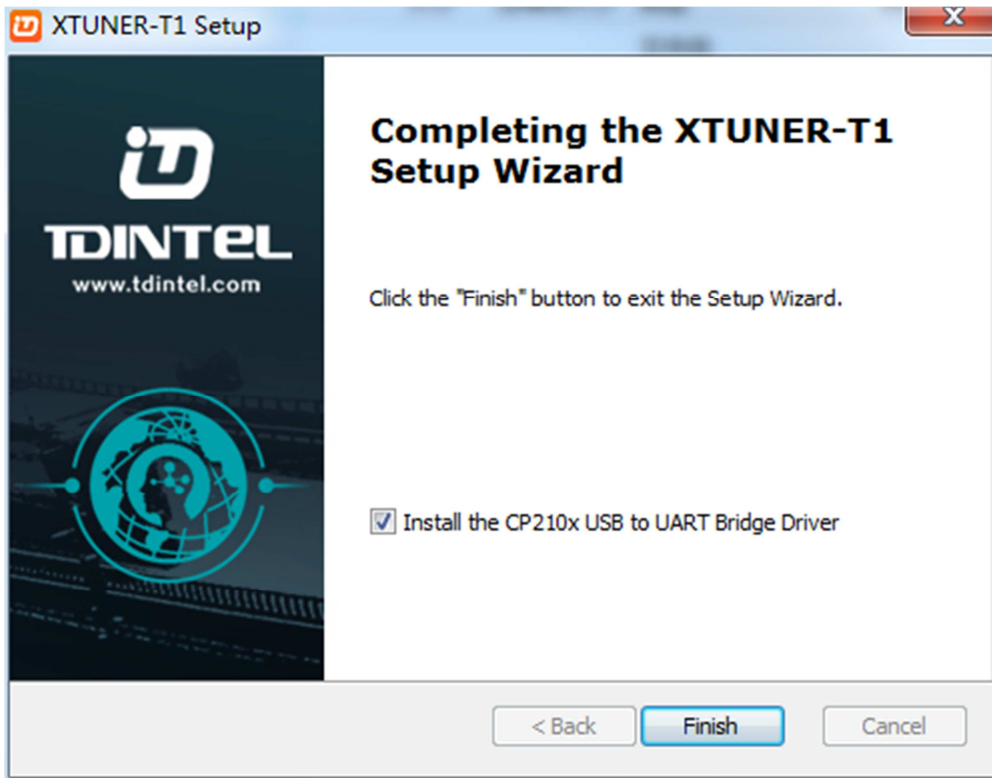 XTUNER-T1 Setup
TDINTEL
www.tdintel.com
Completing the XTUNER-T1
Setup Wizard
Click the "Finish" button to exit the Setup Wizard.
Install the CP210x USB to UART Bridge Driver
< Back
Finish
Cancel